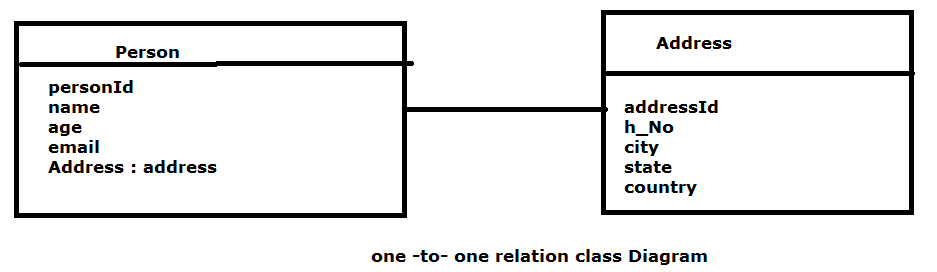 Person
personId
name
age
email
Address : address
Address
addressId
h_No
city
state
country
one -to- one relation class Diagram